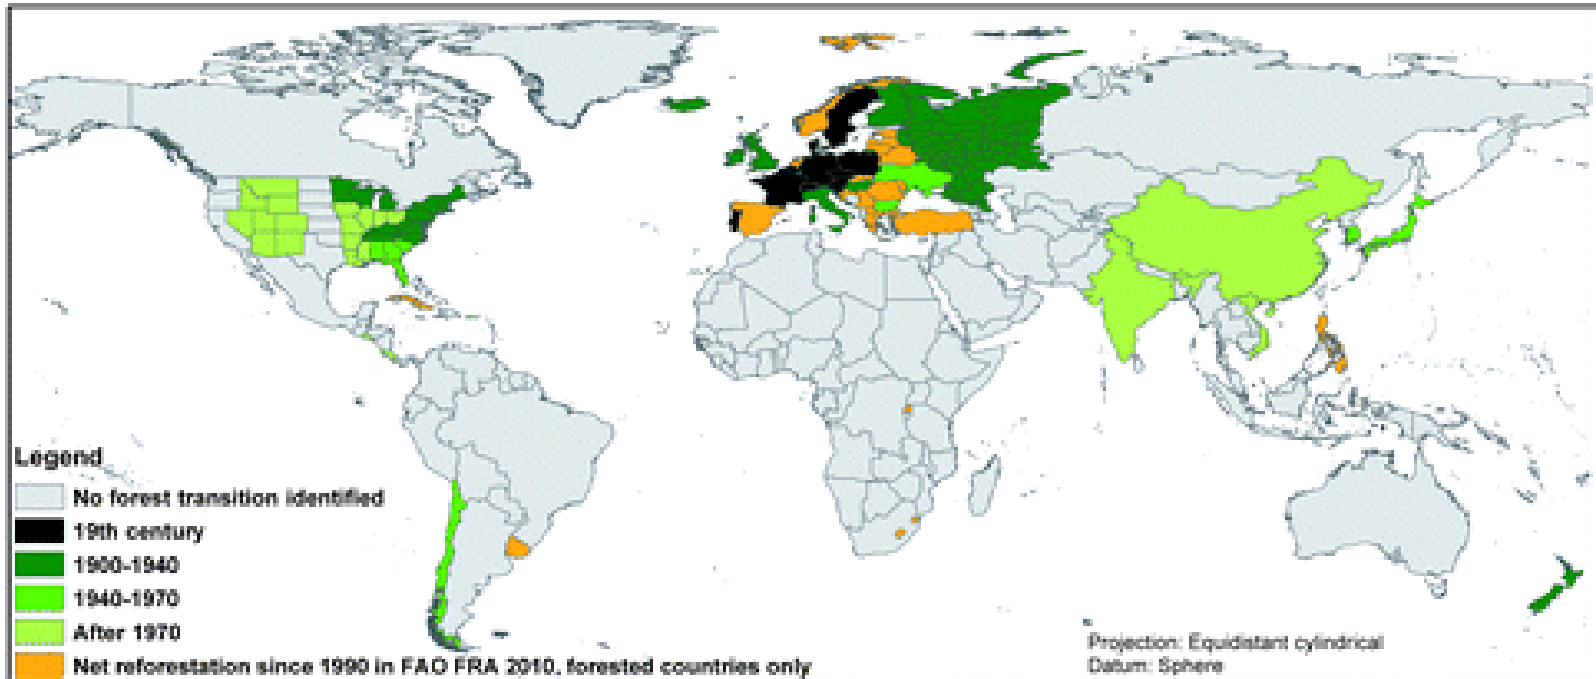 Legend
No forest transition identified
19th century
1900-1940
1940-1970
After 1970
Net reforestation since 1990 in FAO FRA 2010, forested countries only
Projection: Equidistant cylindrical
Datum: Sphere